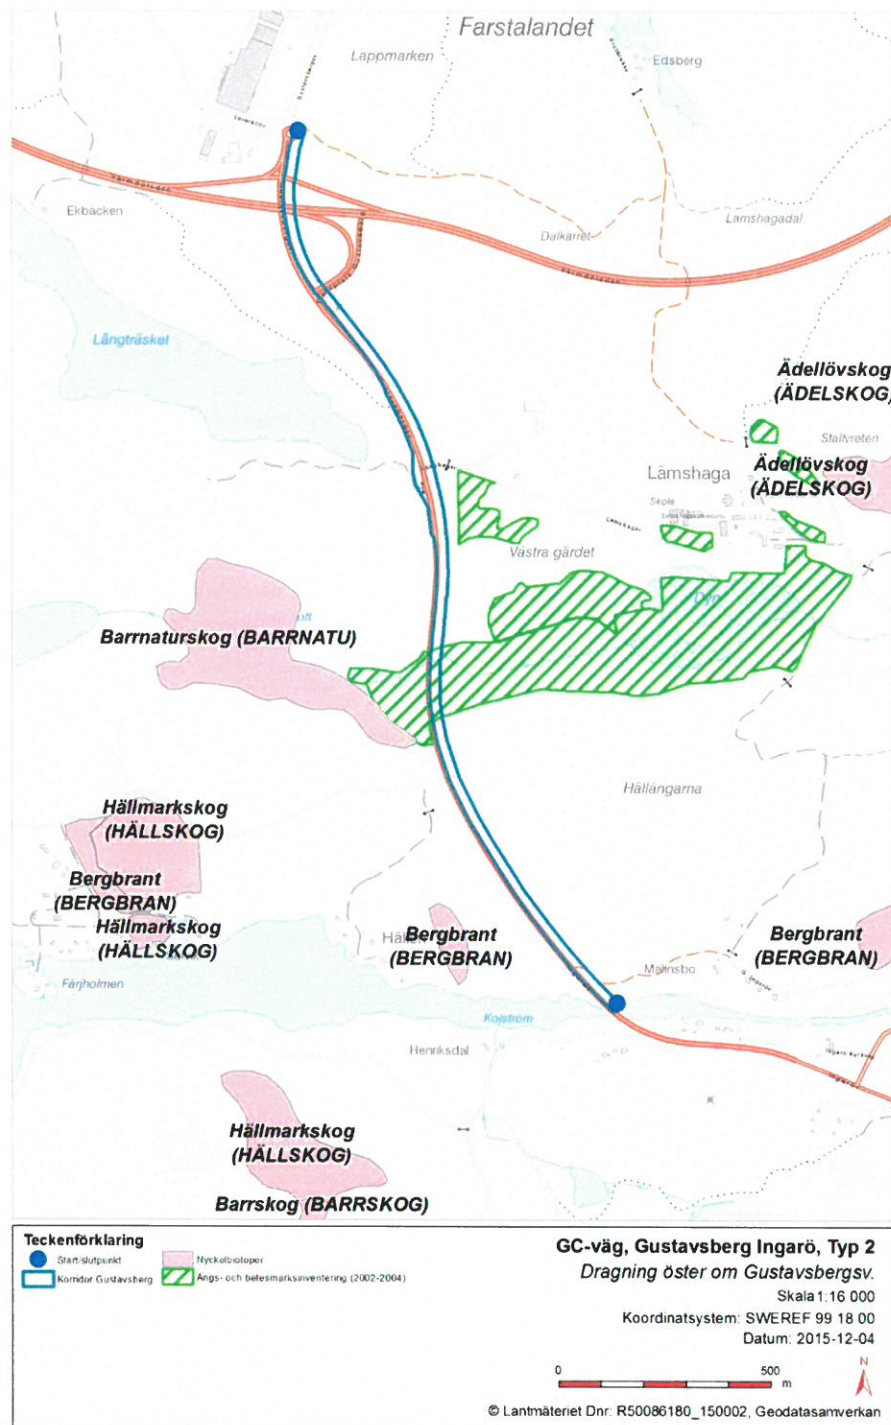 Farstalandet
Lappmarken
Edsberg
Ekbacken
Lamshagadal
Dalkarret
Långträsket
Ädellövskog
(ÄDELSKOG)
Stallvreten
Lämshaga
Ädellövskog
(ÄDELSKOG)
Skola
Västra gärdet
Dyn
Barrnaturskog (BARRNATU)
Hällängarna
Hällmarkskog
(HÄLLSKOG)
Bergbrant
(BERGBRAN)
Hällmarkskog
(HÄLLSKOG)
Bergbrant
(BERGBRAN)
Bergbrant
(BERGBRAN)
Malmsbo
Färjholmen
Kolström
Henriksdal
Hällmarkskog
(HÄLLSKOG)
Barrskog (BARRSKOG)
Teckenförklaring
Start/slutpunkt
Nyckelbiotoper
Korridor Gustavsberg
Ängs- och betesmarksinventering (2002-2004)
GC-väg, Gustavsberg Ingarö, Typ 2
Dragning öster om Gustavsbergsv.
Skala 1:16 000
Koordinatsystem: SWEREF 99 18 00
Datum: 2015-12-04
0 500
m
N
© Lantmäteriet Dnr: R50086180_150002, Geodatasamverkan